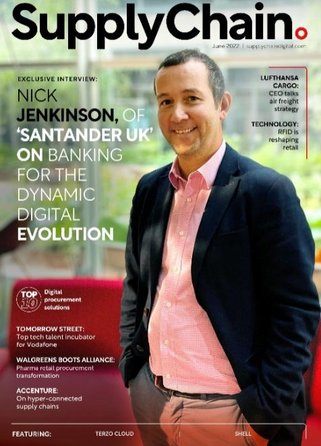 SupplyChain.
June 2022 | supplychaindigital.com
EXCLUSIVE INTERVIEW:
NICK
JENKINSON, OF
‘SANTANDER UK’
ON BANKING
FOR THE
DYNAMIC
DIGITAL
EVOLUTION
LUFTHANSA
CARGO:
CEO talks
air freight
strategy
TECHNOLOGY:
RFID is
reshaping
retail
TOP
10
Digital
procurement
solutions
TOMORROW STREET:
Top tech talent incubator
for Vodafone
WALGREENS BOOTS ALLIANCE:
Pharma retail procurement
transformation
ACCENTURE:
On hyper-connected
supply chains
FEATURING: TERZO CLOUD | SHELL